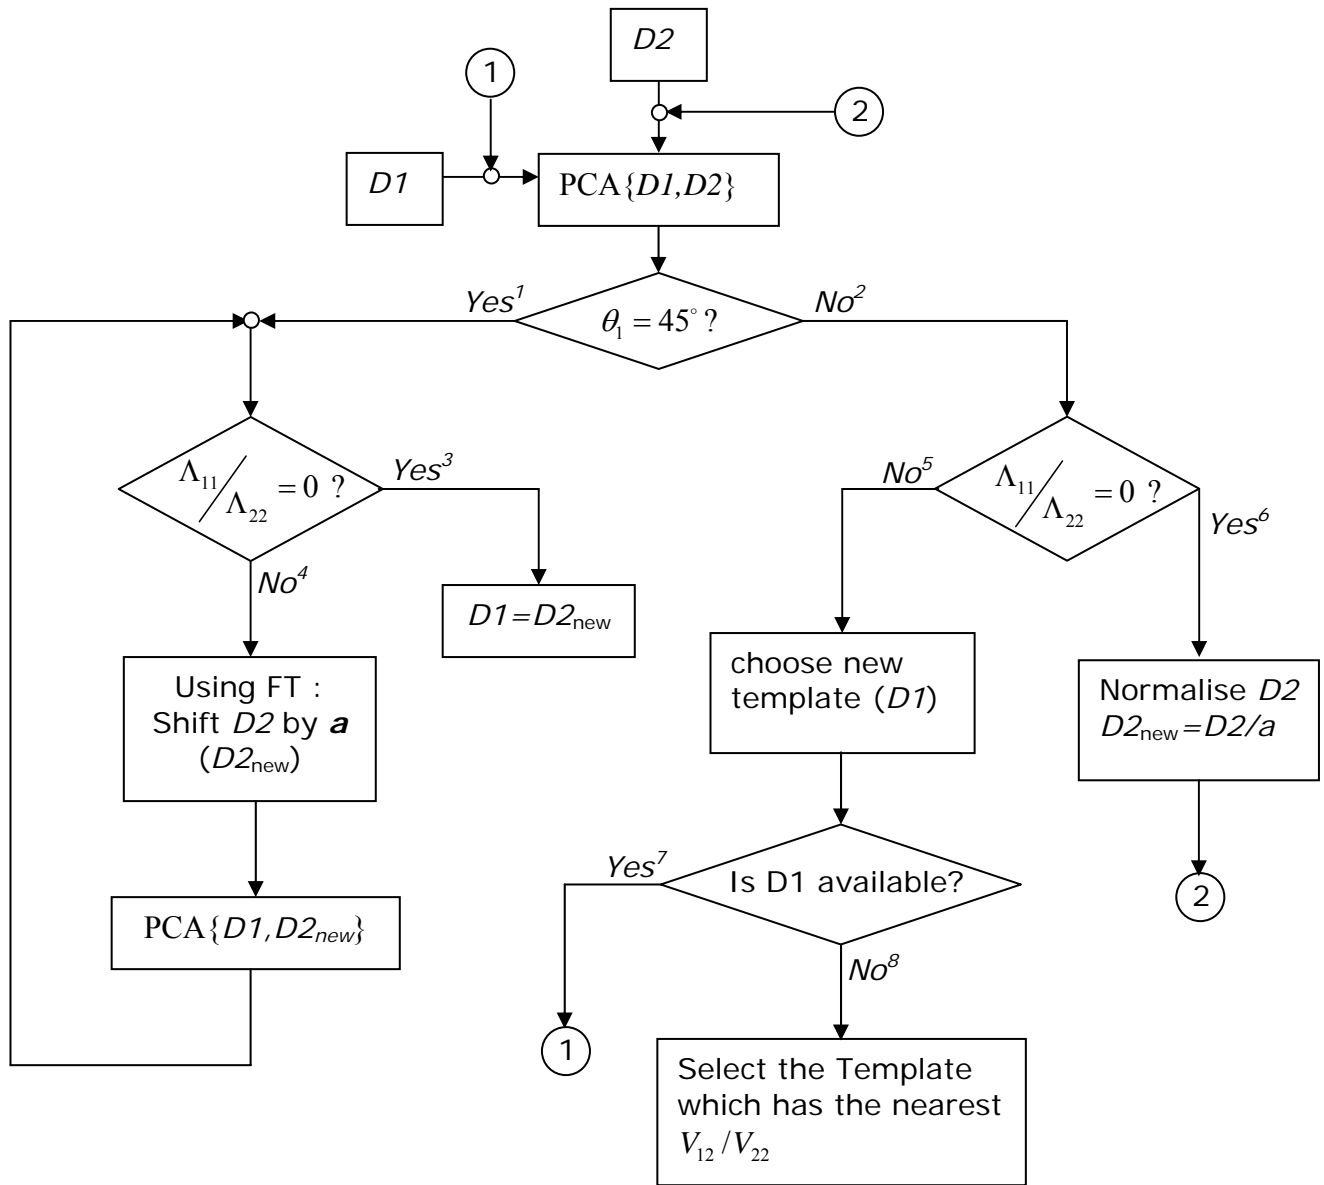 D2
1
2
D1
PCA{D1,D2}
Yes¹
θ₁ = 45° ?
No²
Λ₁₁/Λ₂₂ = 0 ?
Yes³
No⁴
D1=D2new
Using FT :
Shift D2 by a
(D2new)
PCA{D1,D2new}
No⁵
Λ₁₁/Λ₂₂ = 0 ?
Yes⁶
choose new
template (D1)
Normalise D2
D2new=D2/a
Yes⁷
Is D1 available?
2
No⁸
1
Select the Template
which has the nearest
V₁₂/V₂₂